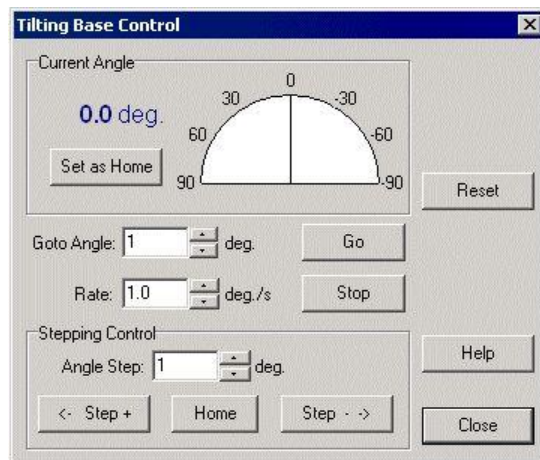 Tilting Base Control
Current Angle
0.0 deg.
0
30
-30
60
-60
90
-90
Set as Home
Reset
Goto Angle: 1 deg.
Go
Rate: 1.0 deg./s
Stop
Stepping Control
Angle Step: 1 deg.
Help
<- Step +
Home
Step - ->
Close